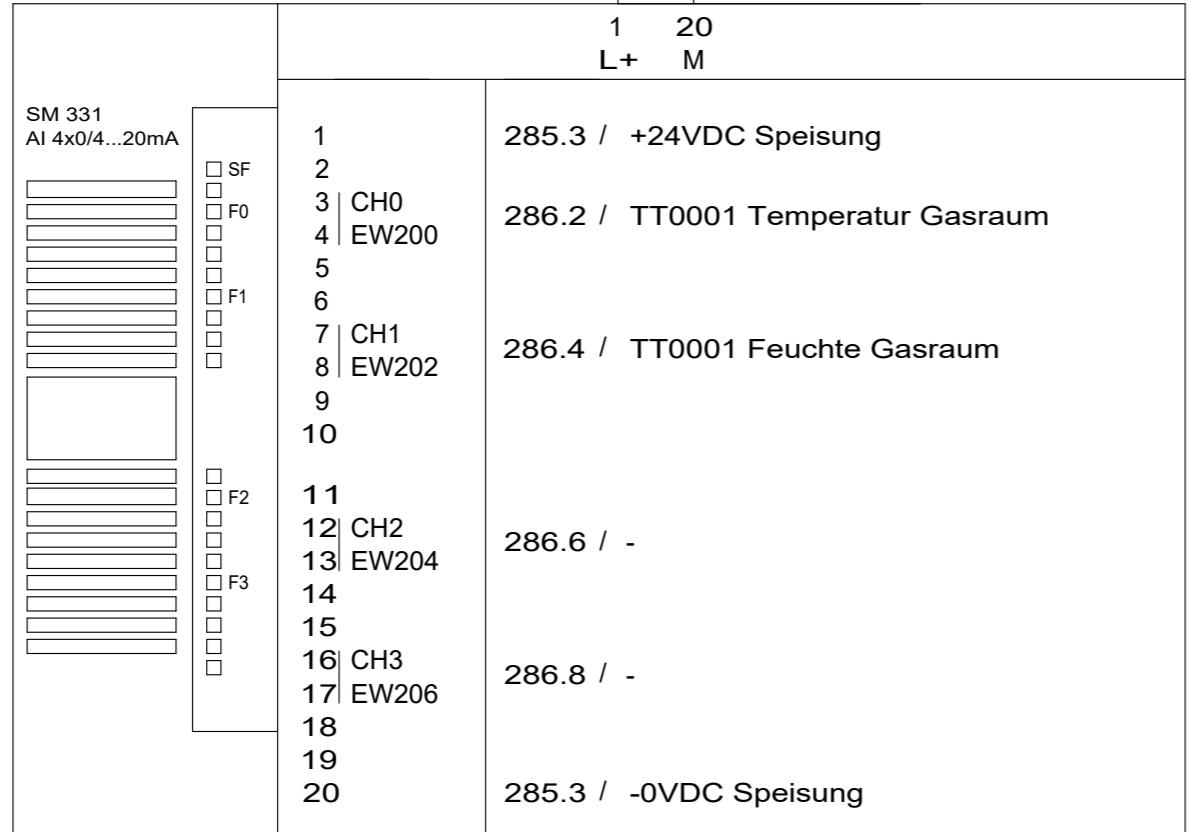 1 20
L+ M
SM 331
AI 4x0/4...20mA
SF
F0
F1
F2
F3
1 285.3 / +24VDC Speisung
2
3 CH0
286.2 / TT0001 Temperatur Gasraum
4 EW200
5
6
7 CH1
286.4 / TT0001 Feuchte Gasraum
8 EW202
9
10
11
12 CH2
286.6 / -
13 EW204
14
15
16 CH3
286.8 / -
17 EW206
18
19
20 285.3 / -0VDC Speisung